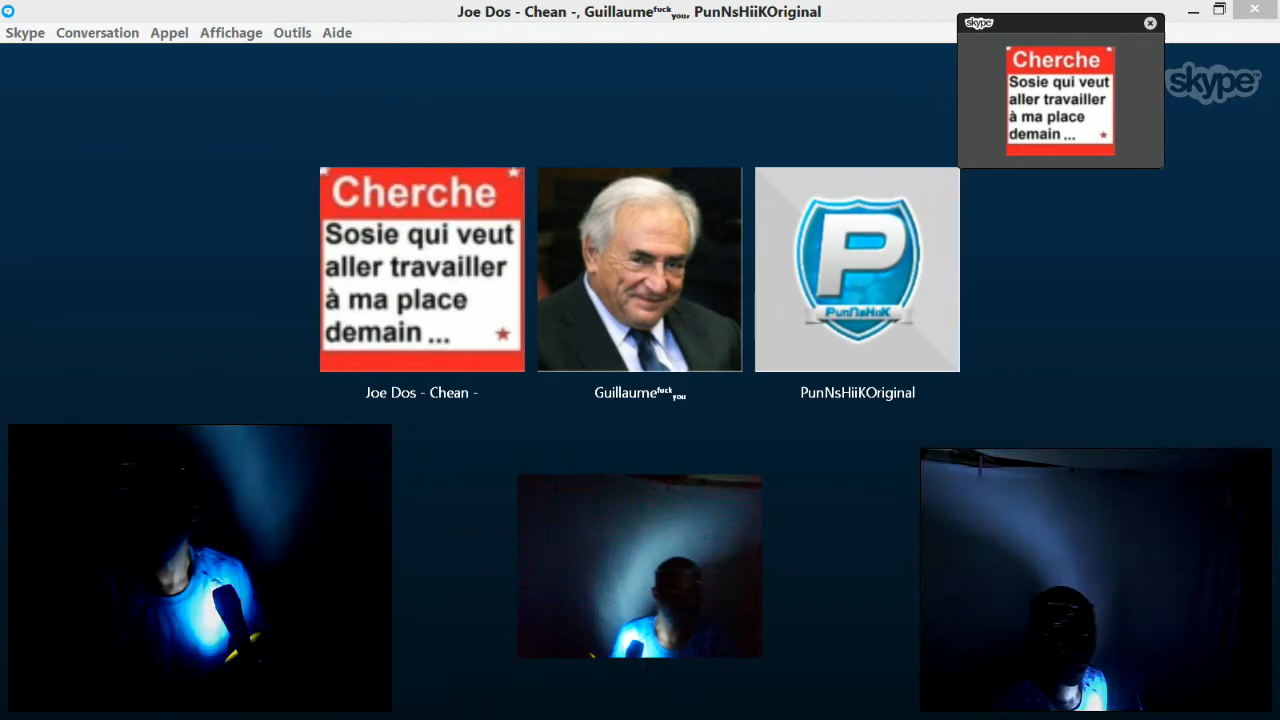 Joe Dos - Chean -, Guillaumeᶠᵘᶜᵏ you, PunNsHiiKOriginal
Skype Conversation Appel Affichage Outils Aide
skype
Cherche
Sosie qui veut
aller travailler
à ma place
demain ...
skype™
Cherche
Sosie qui veut
aller travailler
à ma place
demain ...
P
PunNsHiiK
Joe Dos - Chean -
Guillaumeᶠᵘᶜᵏ you
PunNsHiiKOriginal